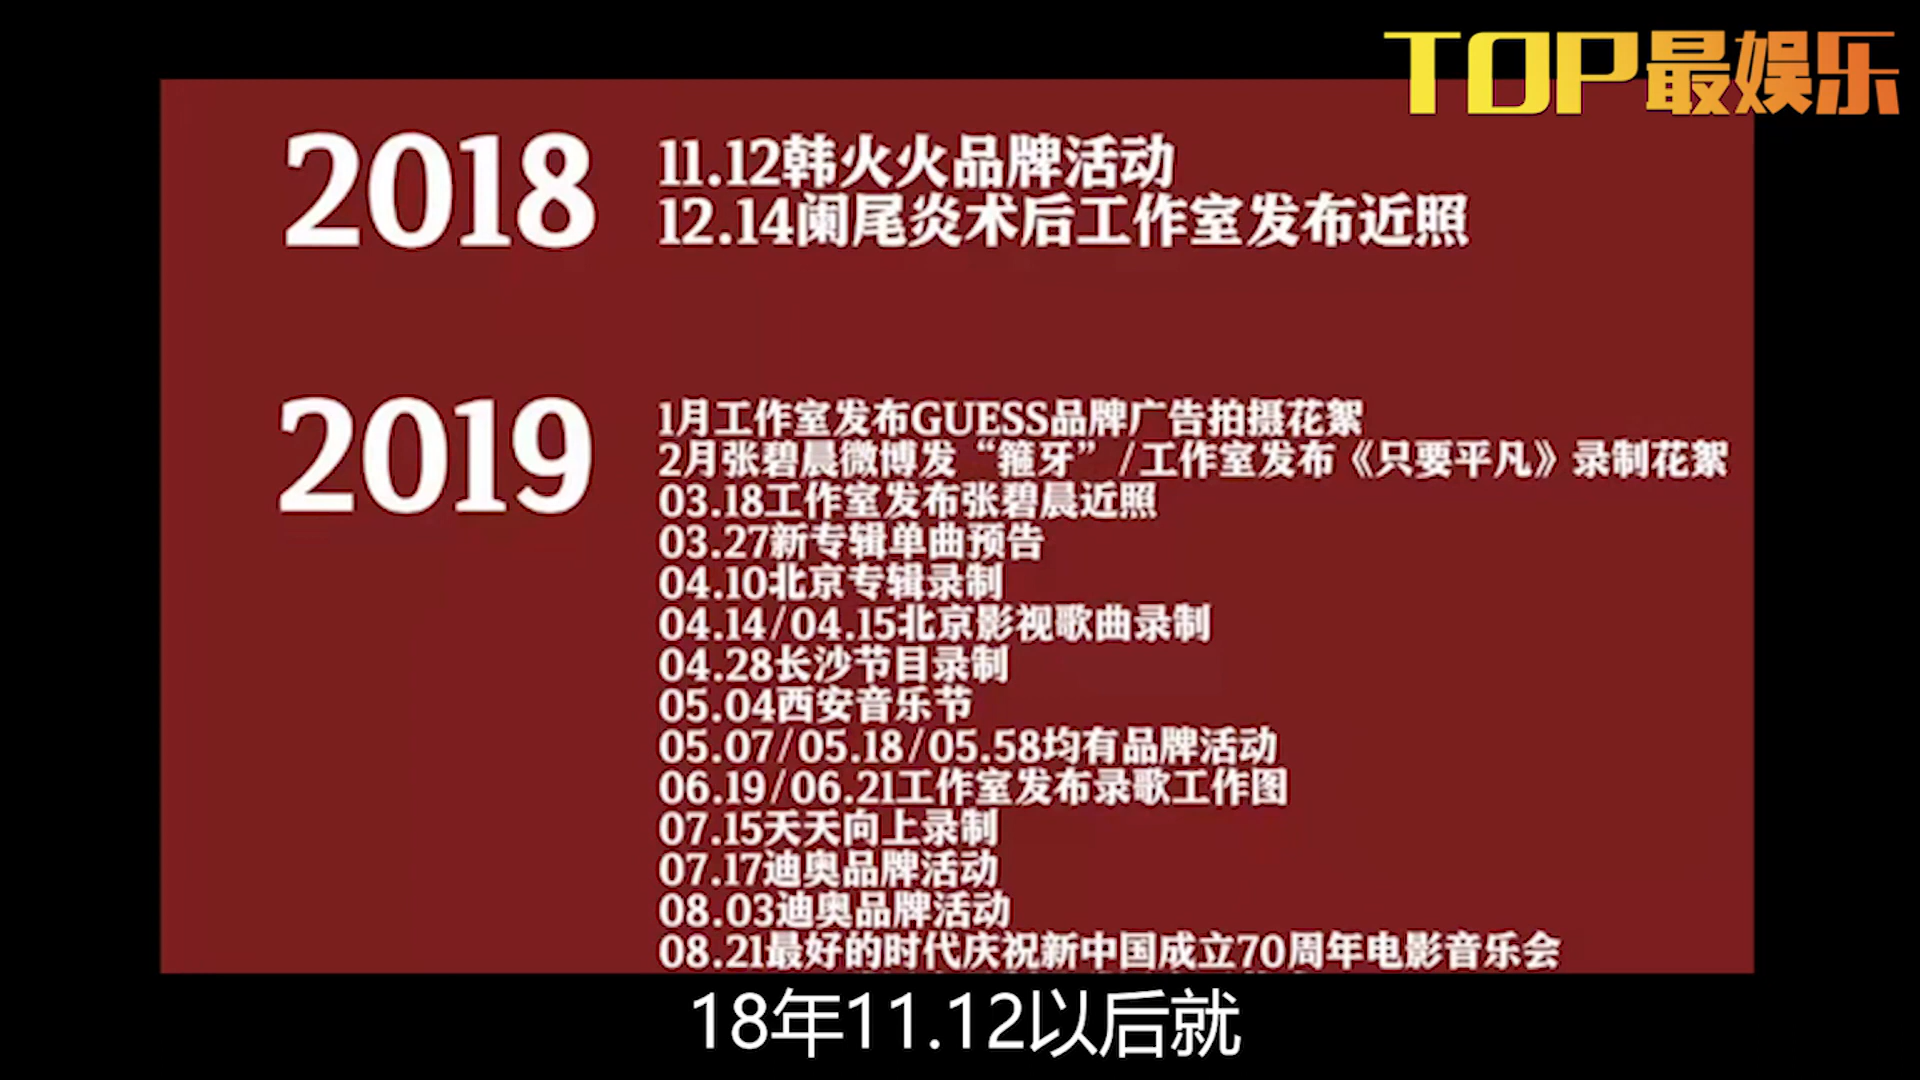 TOP最娱乐
2018
11.12韩火火品牌活动
12.14阑尾炎术后工作室发布近照
2019
1月工作室发布GUESS品牌广告拍摄花絮
2月张碧晨微博发“箍牙”/工作室发布《只要平凡》录制花絮
03.18工作室发布张碧晨近照
03.27新专辑单曲预告
04.10北京专辑录制
04.14/04.15北京影视歌曲录制
04.28长沙节目录制
05.04西安音乐节
05.07/05.18/05.58均有品牌活动
06.19/06.21工作室发布录歌工作图
07.15天天向上录制
07.17迪奥品牌活动
08.03迪奥品牌活动
08.21最好的时代庆祝新中国成立70周年电影音乐会
18年11.12以后就